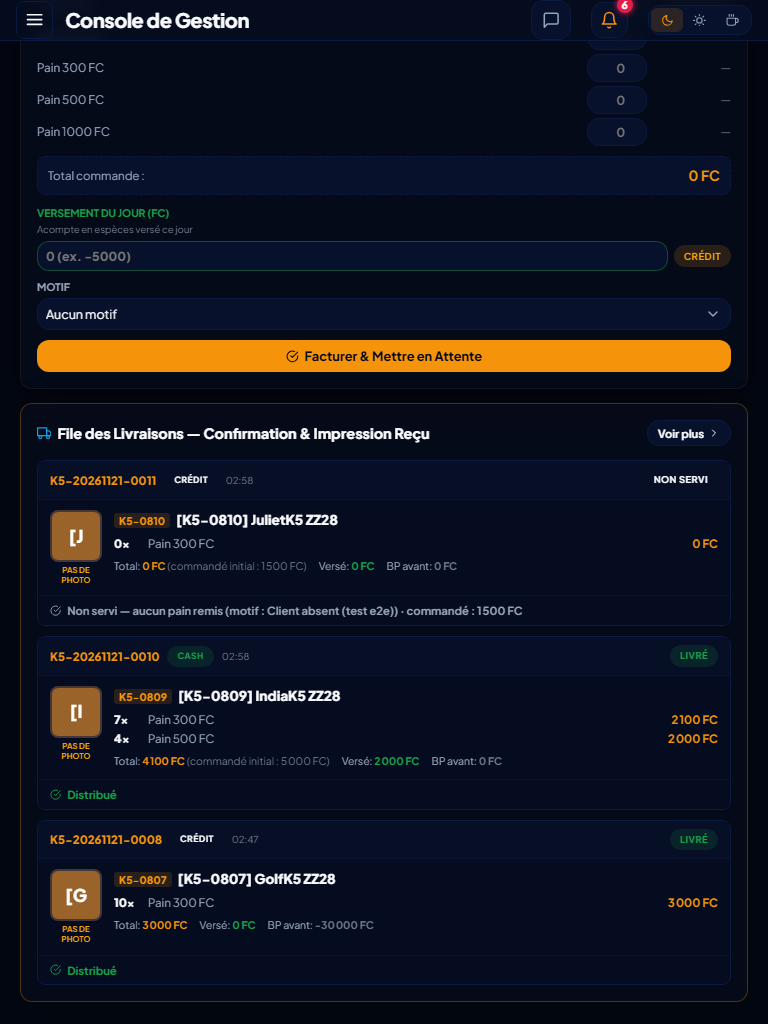 Console de Gestion
6
Pain 300 FC 0 —
Pain 500 FC 0 —
Pain 1000 FC 0 —
Total commande : 0 FC
VERSEMENT DU JOUR (FC)
Acompte en espèces versé ce jour
0 (ex. -5000) CRÉDIT
MOTIF
Aucun motif
Facturer & Mettre en Attente
File des Livraisons — Confirmation & Impression Reçu Voir plus
K5-20261121-0011 CRÉDIT 02:58 NON SERVI
[J
PAS DE
PHOTO
K5-0810 [K5-0810] JulietK5 ZZ28
0× Pain 300 FC 0 FC
Total: 0 FC (commandé initial : 1500 FC) Versé: 0 FC BP avant: 0 FC
Non servi — aucun pain remis (motif : Client absent (test e2e)) · commandé : 1500 FC
K5-20261121-0010 CASH 02:58 LIVRÉ
[I
PAS DE
PHOTO
K5-0809 [K5-0809] IndiaK5 ZZ28
7× Pain 300 FC 2100 FC
4× Pain 500 FC 2000 FC
Total: 4100 FC (commandé initial : 5000 FC) Versé: 2000 FC BP avant: 0 FC
Distribué
K5-20261121-0008 CRÉDIT 02:47 LIVRÉ
[G
PAS DE
PHOTO
K5-0807 [K5-0807] GolfK5 ZZ28
10× Pain 300 FC 3000 FC
Total: 3000 FC Versé: 0 FC BP avant: -30000 FC
Distribué